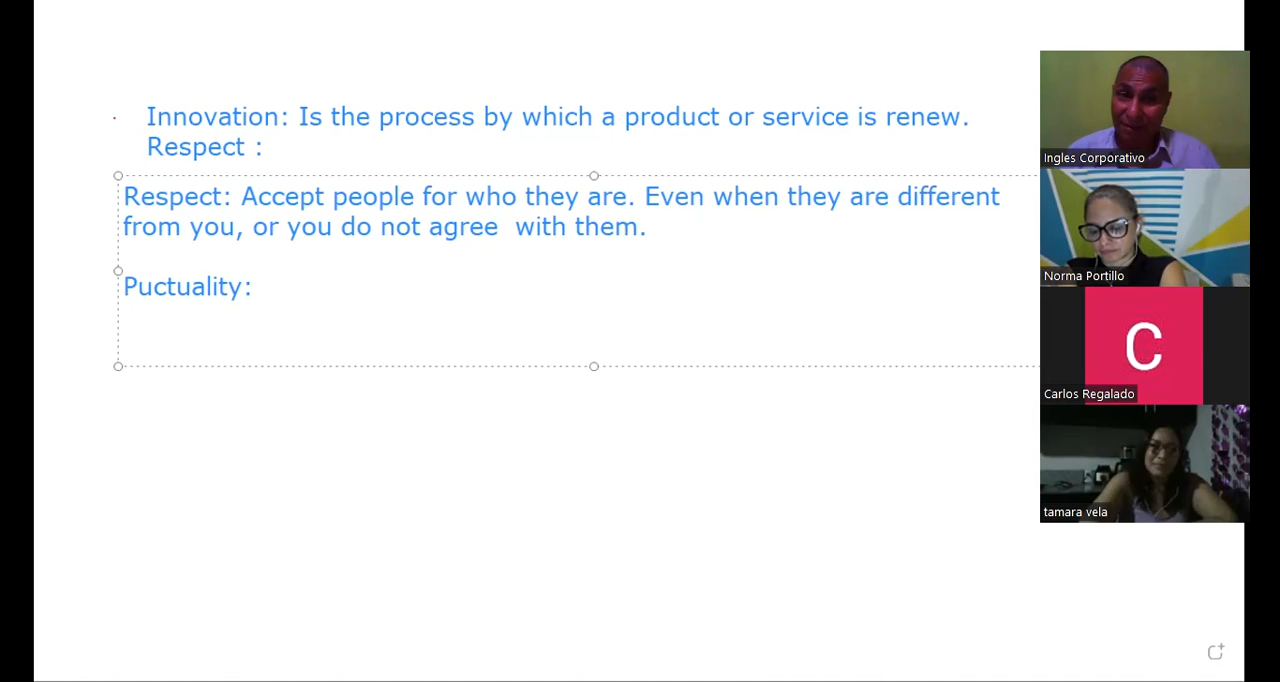 Innovation: Is the process by which a product or service is renew.
Respect :
Respect: Accept people for who they are. Even when they are different
from you, or you do not agree  with them.
Puctuality:
Ingles Corporativo
Norma Portillo
C
Carlos Regalado
tamara vela